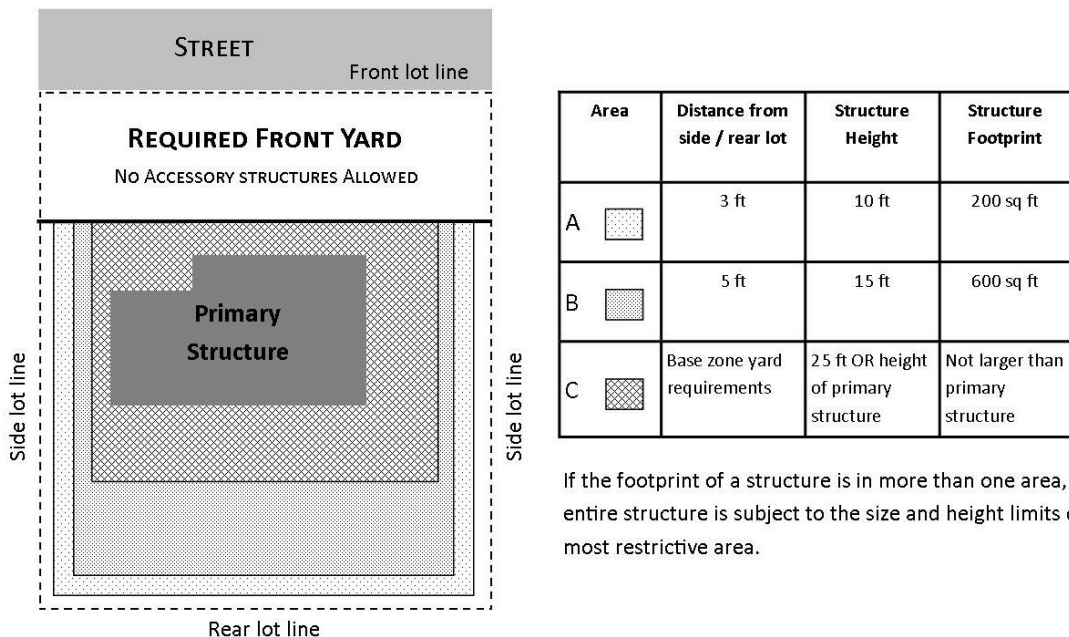 STREET
Front lot line
REQUIRED FRONT YARD
NO ACCESSORY STRUCTURES ALLOWED
Primary
Structure
Side lot line
Side lot line
Rear lot line
Area
Distance from
side / rear lot
Structure
Height
Structure
Footprint
A
3 ft
10 ft
200 sq ft
B
5 ft
15 ft
600 sq ft
C
Base zone yard
requirements
25 ft OR height
of primary
structure
Not larger than
primary
structure
If the footprint of a structure is in more than one area,
entire structure is subject to the size and height limits
most restrictive area.